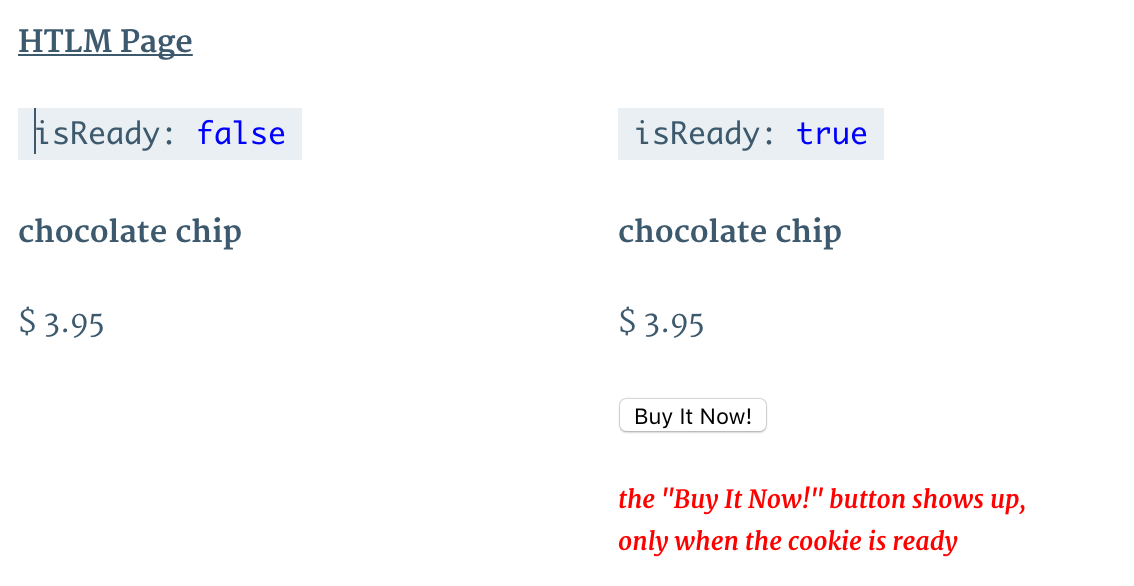 HTLM Page
isReady: false
chocolate chip
$ 3.95
isReady: true
chocolate chip
$ 3.95
Buy It Now!
the "Buy It Now!" button shows up,
only when the cookie is ready